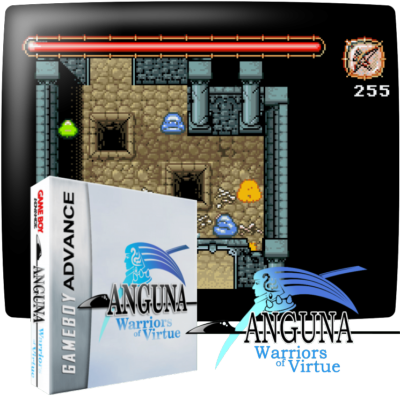 255
GAME BOY
ADVANCE
ANGUNA
Warriors
of Virtue
GAMEBOY ADVANCE
ANGUNA
Warriors
of Virtue
ANGUNA
Warriors
of Virtue